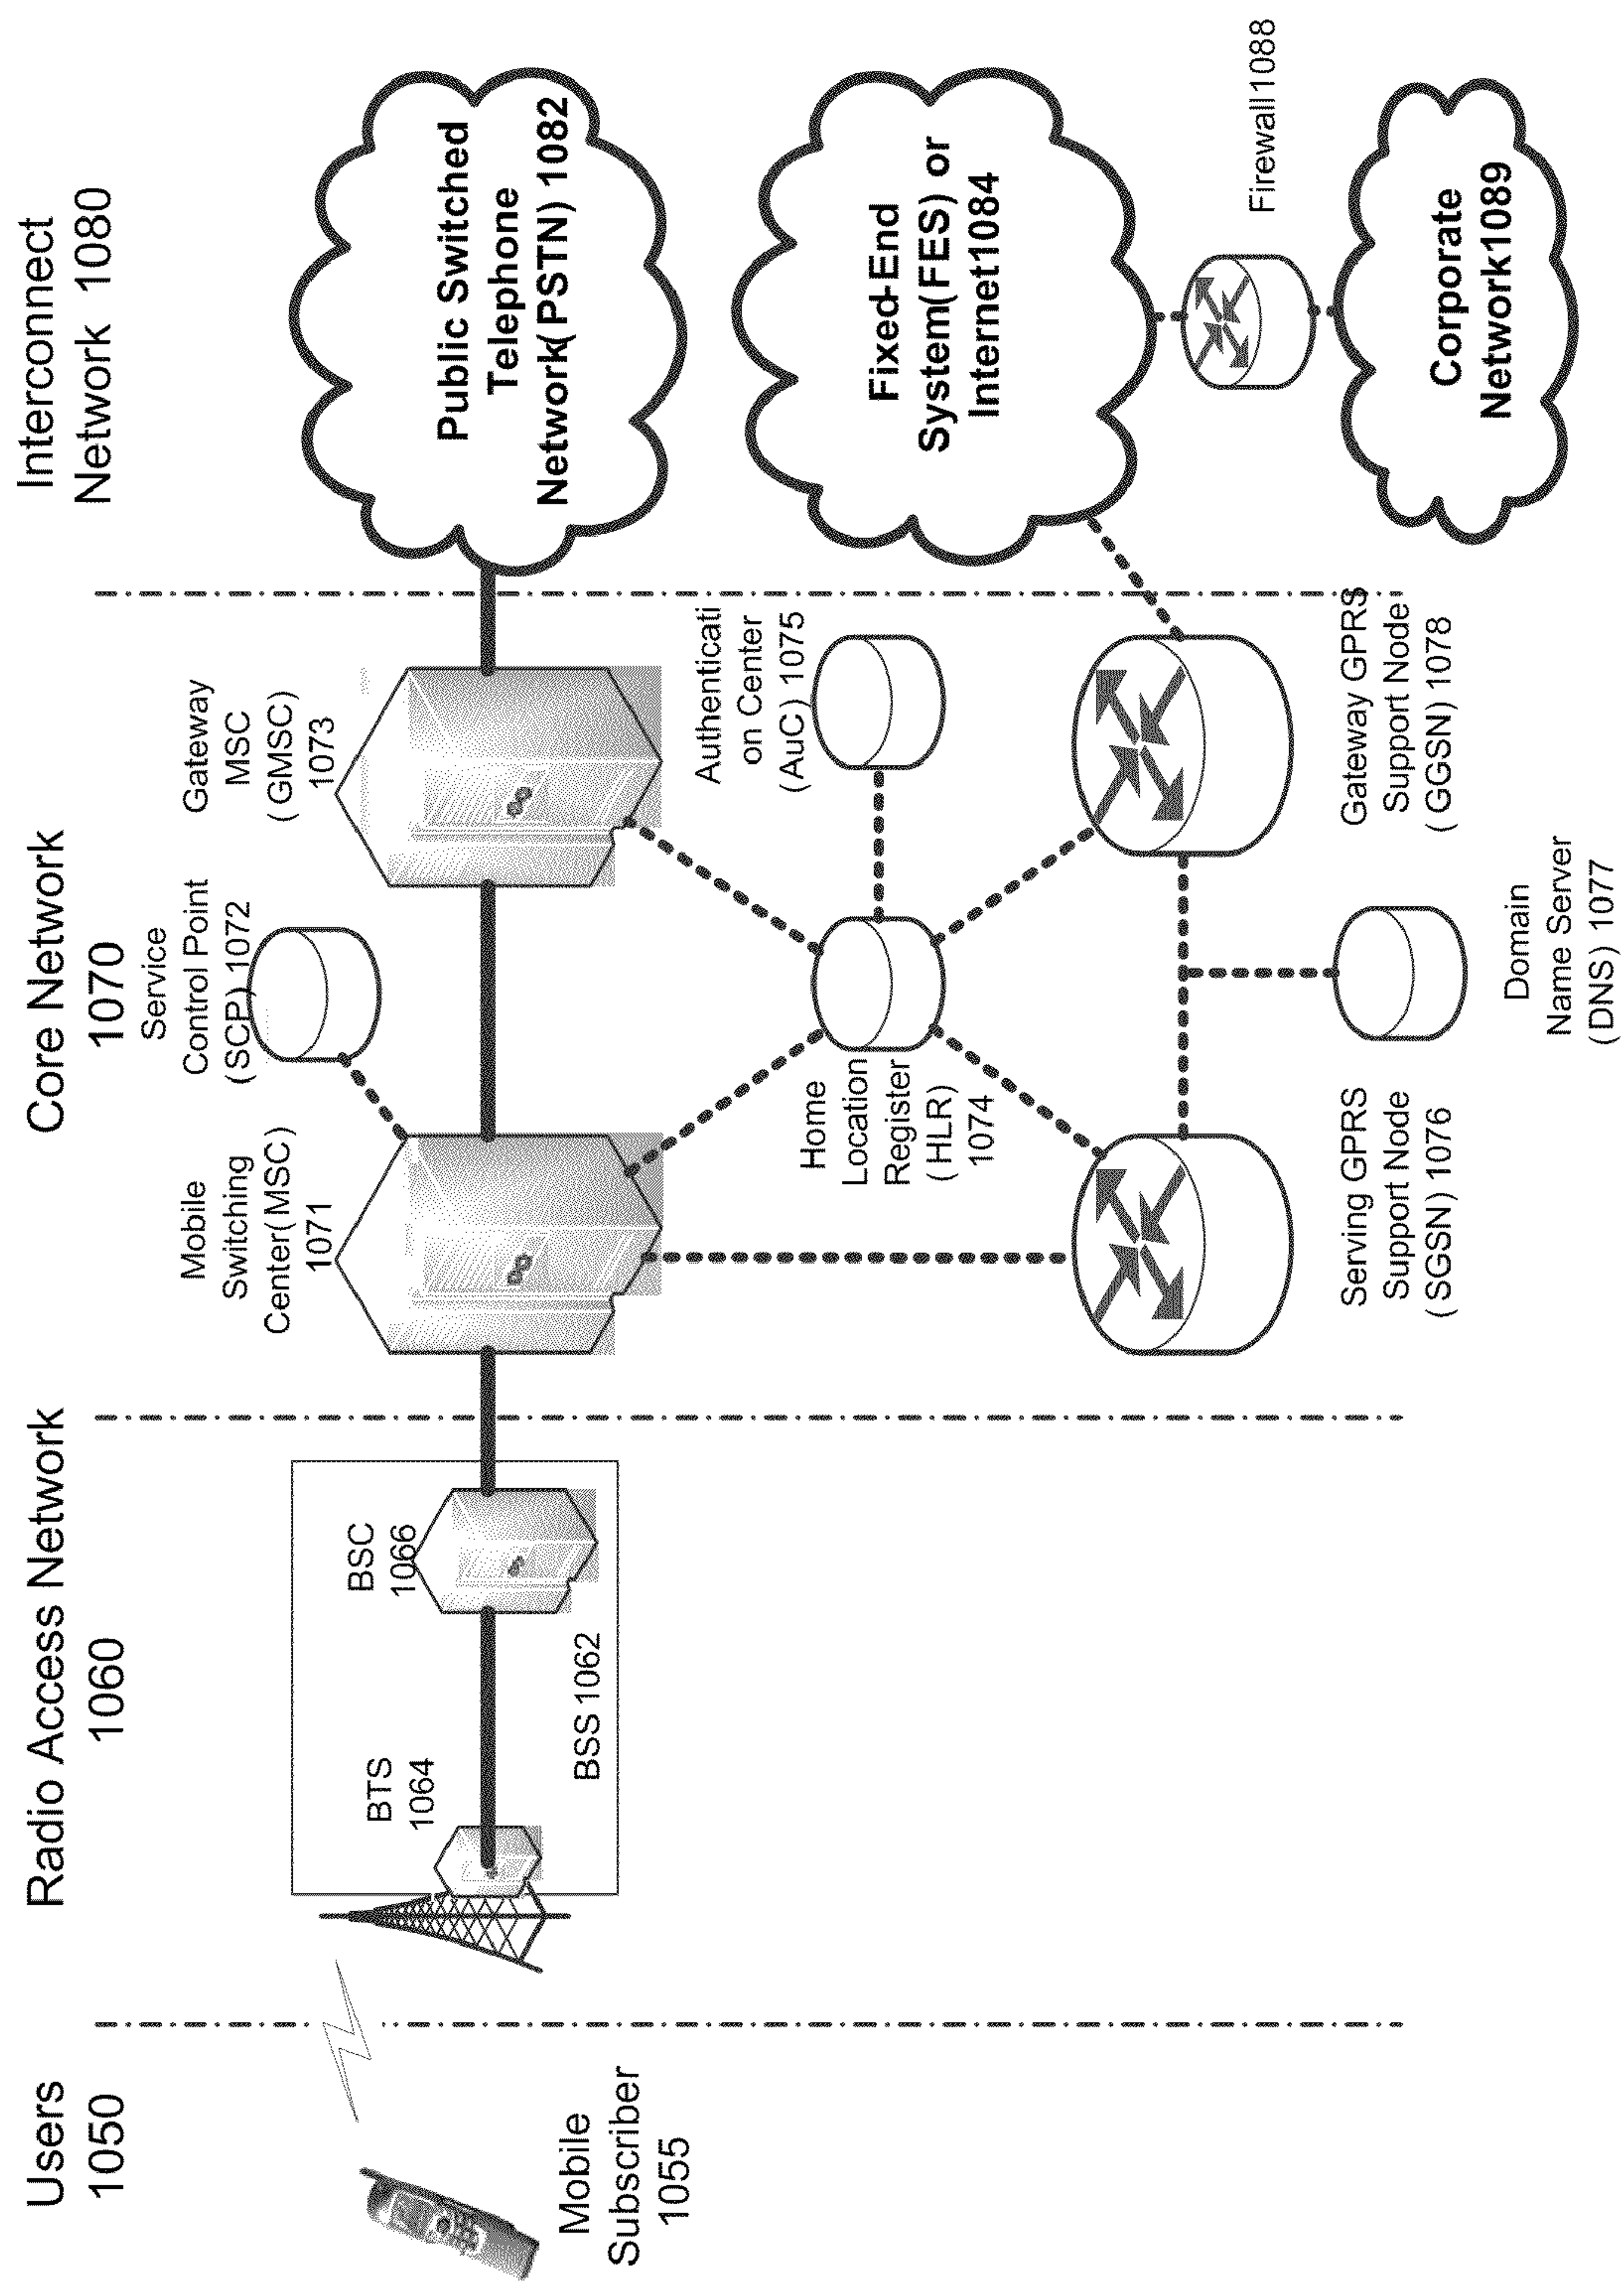 Users
1050
Radio Access Network
1060
Core Network
1070
Interconnect
Network 1080
Mobile
Subscriber
1055
BTS
1064
BSC
1066
BSS 1062
Mobile
Switching
Center(MSC)
1071
Service
Control Point
(SCP) 1072
Gateway
MSC
(GMSC)
1073
Public Switched
Telephone
Network(PSTN) 1082
Home
Location
Register
(HLR)
1074
Authenticati
on Center
(AuC) 1075
Fixed-End
System(FES) or
Internet1084
Serving GPRS
Support Node
(SGSN) 1076
Domain
Name Server
(DNS) 1077
Gateway GPRS
Support Node
(GGSN) 1078
Firewall1088
Corporate
Network1089